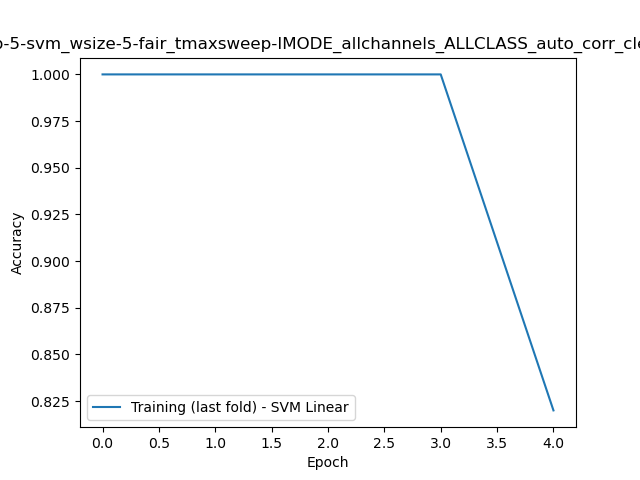 -5-svm_wsize-5-fair_tmaxsweep-IMODE_allchannels_ALLCLASS_auto_corr_cle
1.000
0.975
0.950
0.925
0.900
0.875
0.850
0.825
Accuracy
Training (last fold) - SVM Linear
0.0 0.5 1.0 1.5 2.0 2.5 3.0 3.5 4.0
Epoch